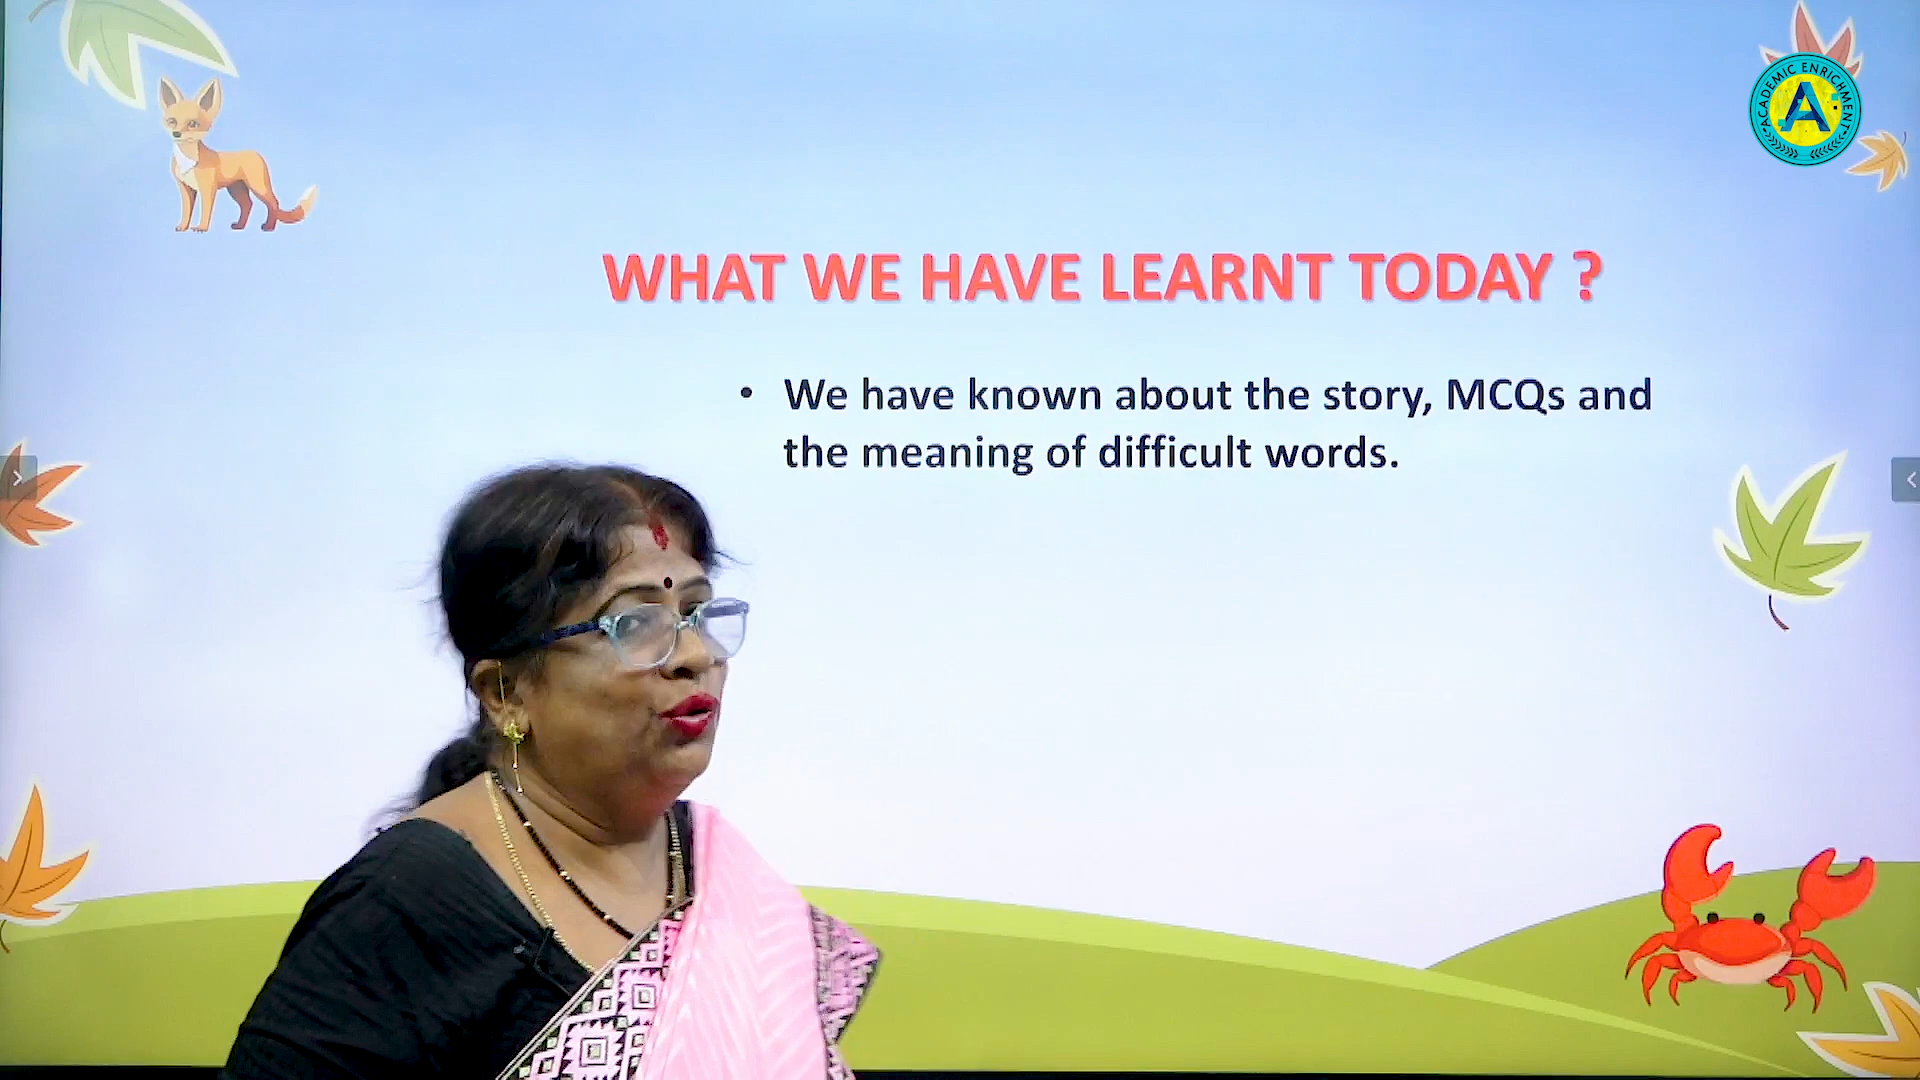 ACADEMIC ENRICHMENT
A
WHAT WE HAVE LEARNT TODAY ?
• We have known about the story, MCQs and
the meaning of difficult words.